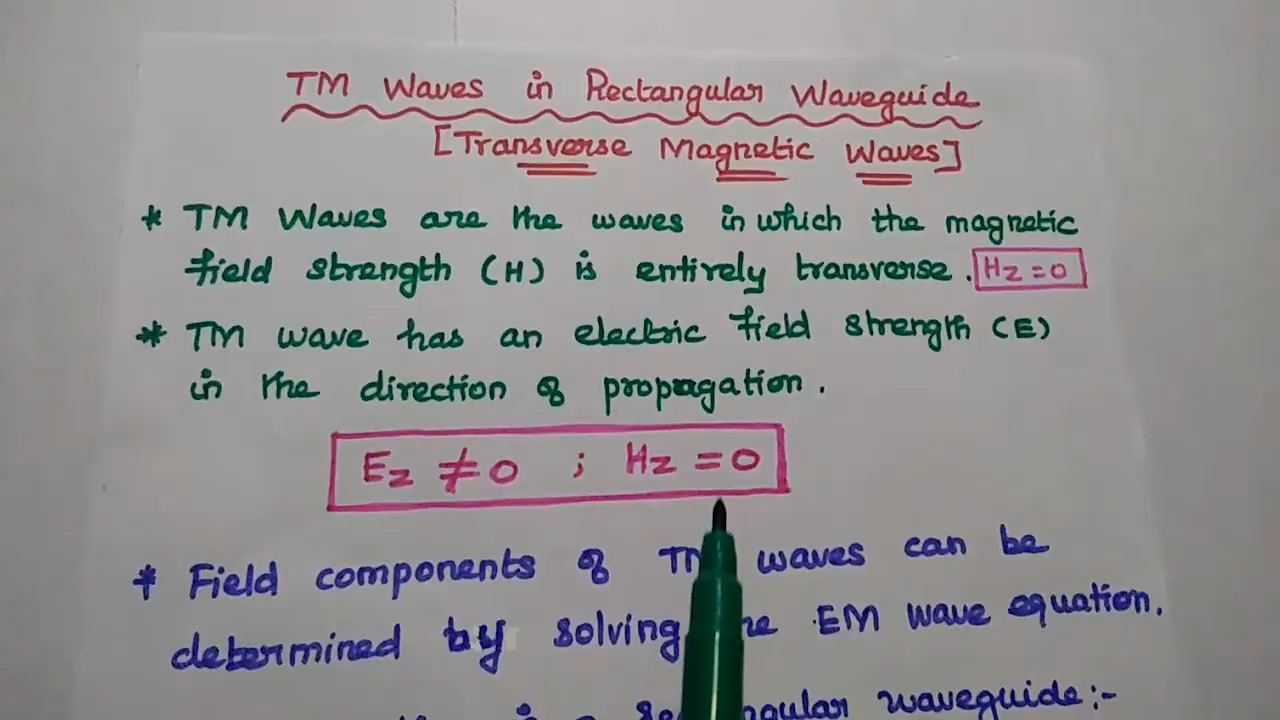 TM Waves in Rectangular Waveguide
[Transverse Magnetic Waves]
* TM Waves are the waves in which the magnetic
field strength (H) is entirely transverse. Hz=0
* TM wave has an electric field strength (E)
in the direction of propagation.
Ez ≠ 0 ; Hz = 0
* Field components of TM waves can be
determined by solving EM wave equation.
waveguide:-